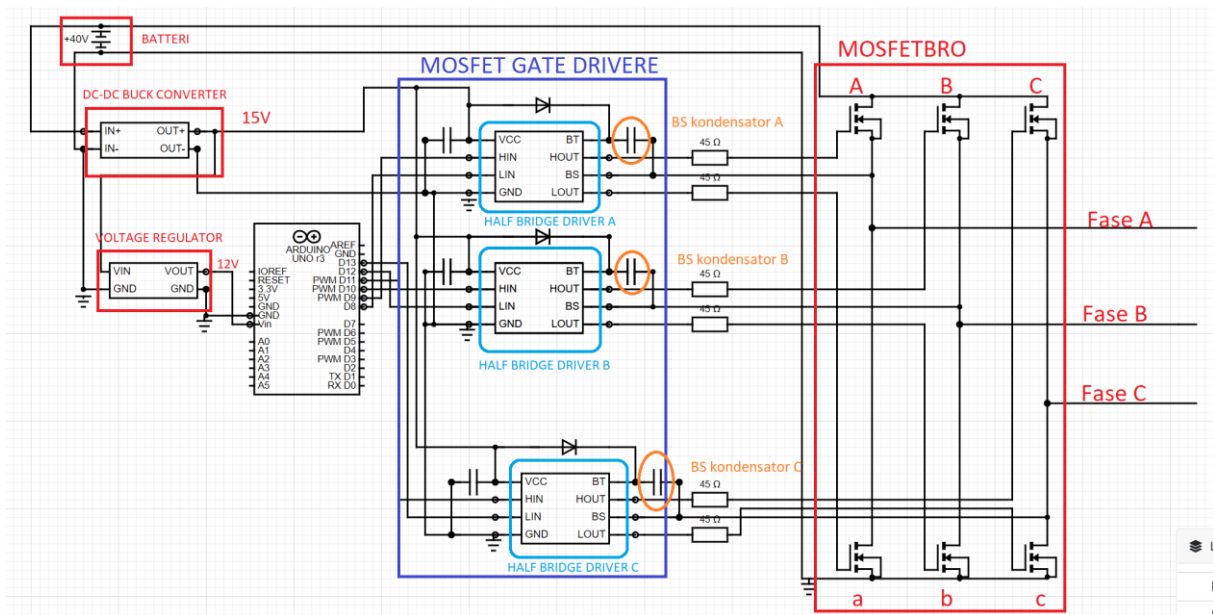 +40V
BATTERI
DC-DC BUCK CONVERTER
IN+
OUT+
IN-
OUT-
15V
VOLTAGE REGULATOR
VIN
VOUT
GND
GND
12V
ARDUINO
UNO r3
IOREF
RESET
3.3V
5V
GND
GND
Vin
A0
A1
A2
A3
A4
A5
AREF
GND
D13
D12
PWM D11
PWM D10
PWM D9
D8
D7
PWM D6
PWM D5
D4
PWM D3
D2
TX D1
RX D0
MOSFET GATE DRIVERE
VCC
BT
HIN
HOUT
LIN
BS
GND
LOUT
HALF BRIDGE DRIVER A
VCC
BT
HIN
HOUT
LIN
BS
GND
LOUT
HALF BRIDGE DRIVER B
VCC
BT
HIN
HOUT
LIN
BS
GND
LOUT
HALF BRIDGE DRIVER C
BS kondensator A
45 Ω
45 Ω
BS kondensator B
45 Ω
45 Ω
BS kondensator C
45 Ω
45 Ω
MOSFETBRO
A
B
C
Fase A
Fase B
Fase C
a
b
c